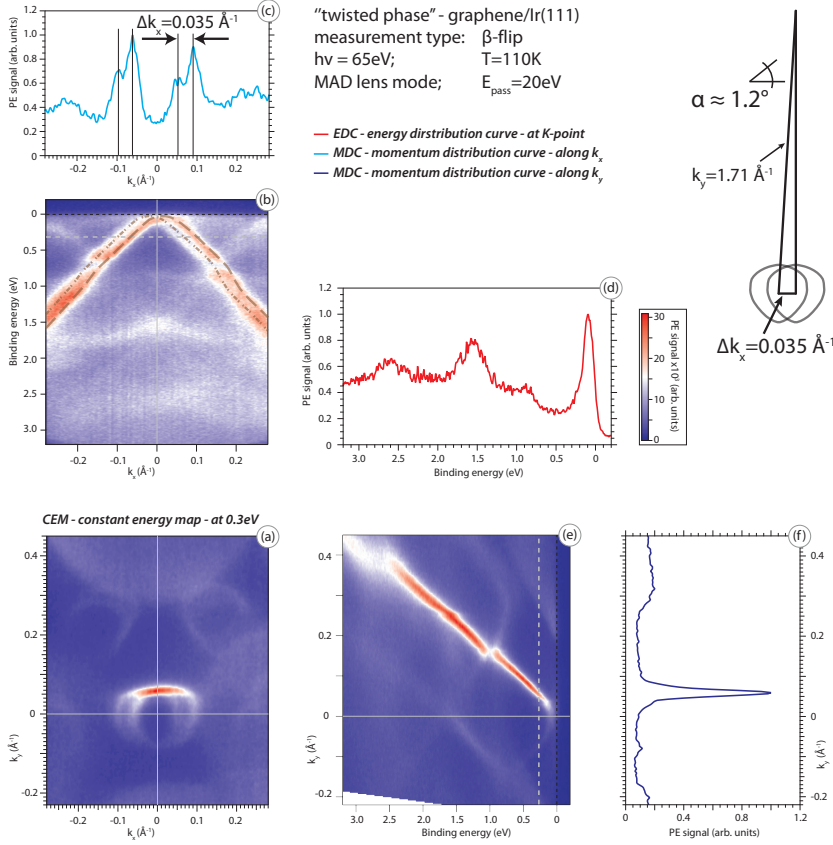 (c)
Δkx=0.035 Å-1
PE signal (arb. units)
1.2
1.0
0.8
0.6
0.4
0.2
0
-0.2
-0.1
0
0.1
0.2
kx(Å-1)
"twisted phase" - graphene/Ir(111)
measurement type: β-flip
hv = 65eV; T=110K
MAD lens mode; Epass=20eV
EDC - energy dirstribution curve - at K-point
MDC - momentum distribution curve - along kx
MDC - momentum distribution curve - along ky
α ≈ 1.2°
ky=1.71 Å-1
Δkx=0.035 Å-1
(b)
Binding energy (eV)
0
0.5
1.0
1.5
2.0
2.5
3.0
-0.2
-0.1
0
0.1
0.2
kx(Å-1)
(d)
PE signal (arb. units)
1.2
1.0
0.8
0.6
0.4
0.2
0
3.0
2.5
2.0
1.5
1.0
0.5
0
Binding energy (eV)
30
20
10
0
PE signal x10³ (arb. units)
CEM - constant energy map - at 0.3eV
(a)
ky (Å-1)
0.4
0.2
0
-0.2
-0.2
-0.1
0
0.1
0.2
kx(Å-1)
(e)
ky (Å-1)
0.4
0.2
0
-0.2
3.0
2.0
1.0
0
Binding energy (eV)
(f)
0.4
0.2
0
-0.2
ky (Å-1)
0
0.4
0.8
1.2
PE signal (arb. units)